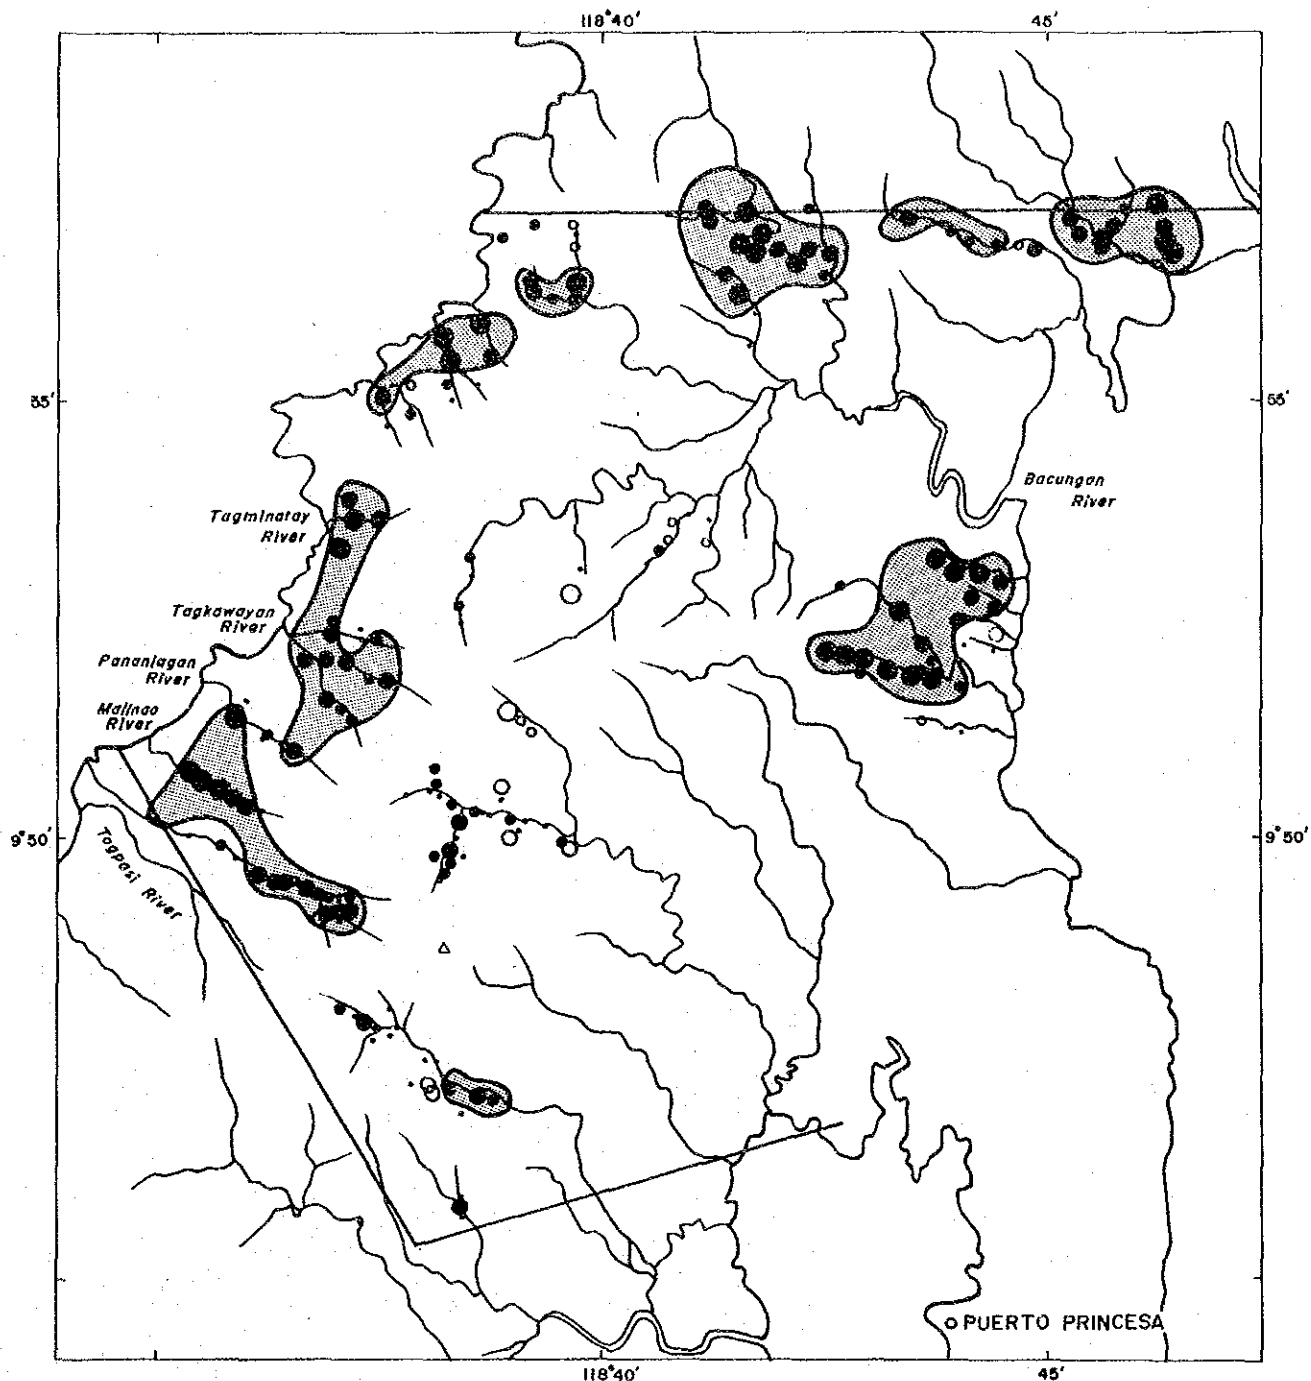 118°40′
45′
55′
55′
Bacungan
River
Tagminatay
River
Tagkawayan
River
Pananlagan
River
Malinao
River
9°50′
9°50′
Togpasi River
PUERTO PRINCESA
118°40′
45′